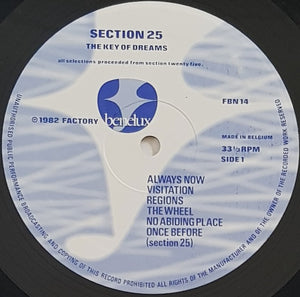 SECTION 25
THE KEY OF DREAMS
all selections proceeded from section twenty five.
FBN 14
℗1982 FACTORY benelux
MADE IN BELGIUM
33⅓ RPM
SIDE 1
ALWAYS NOW
VISITATION
REGIONS
THE WHEEL
NO ABIDING PLACE
ONCE BEFORE
(section 25)
UNAUTHORISED PUBLIC PERFORMANCE BROADCASTING AND COPYING OF THIS RECORD PROHIBITED ALL RIGHTS OF THE MANUFACTURER AND OF THE OWNER OF THE RECORDED WORK RESERVED